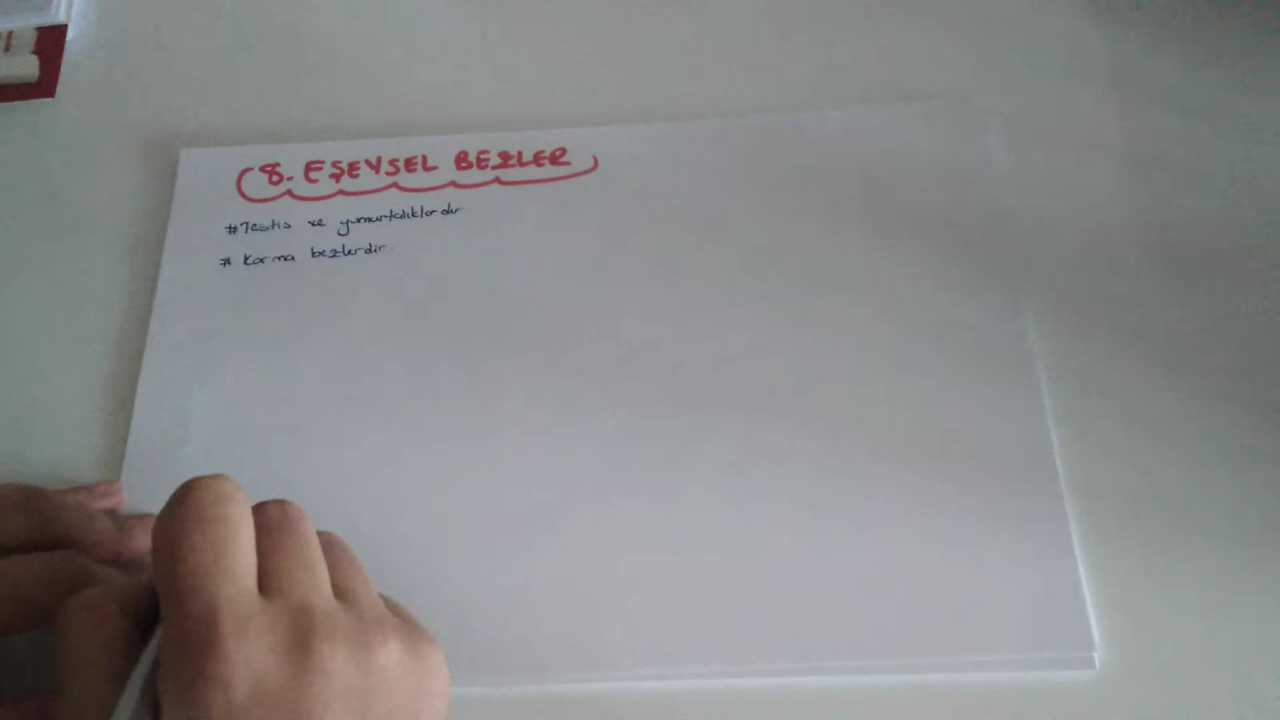 8. EŞEYSEL BEZLER
#Testis ve yumurtalıklardır
* Karma bezlerdir.